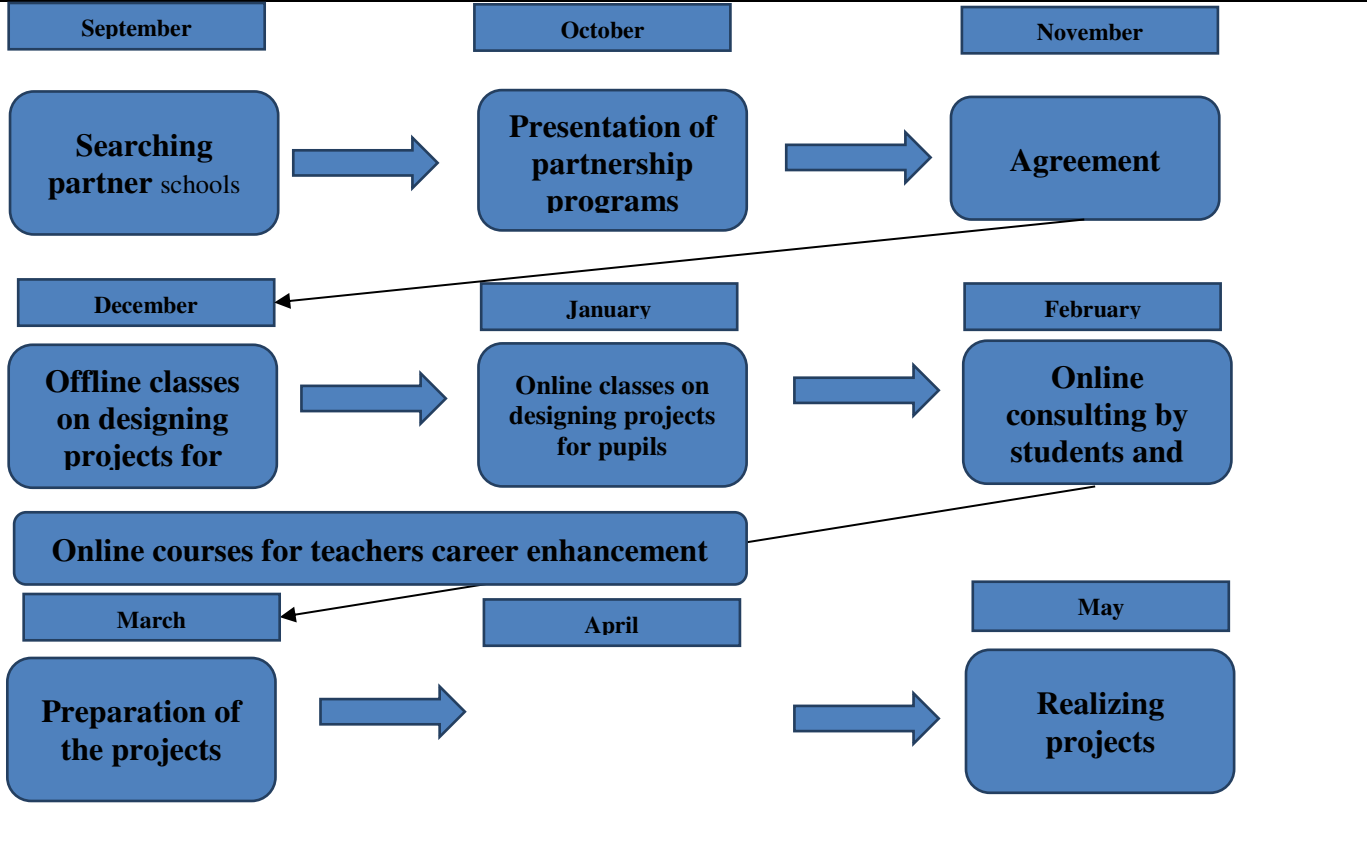 September
October
November
Searching
partner schools
Presentation of
partnership
programs
Agreement
December
January
February
Offline classes
on designing
projects for
Online classes on
designing projects
for pupils
Online
consulting by
students and
Online courses for teachers career enhancement
March
April
May
Preparation of
the projects
Realizing
projects